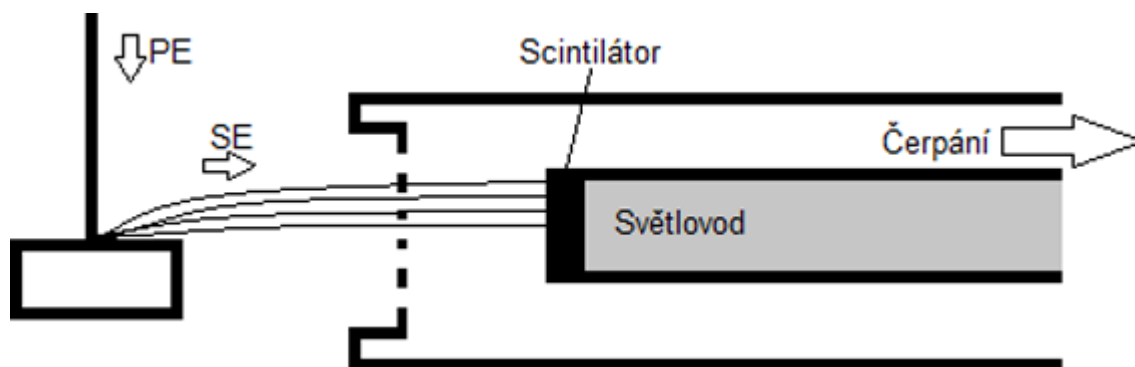 PE
Scintilátor
SE
Čerpání
Světlovod